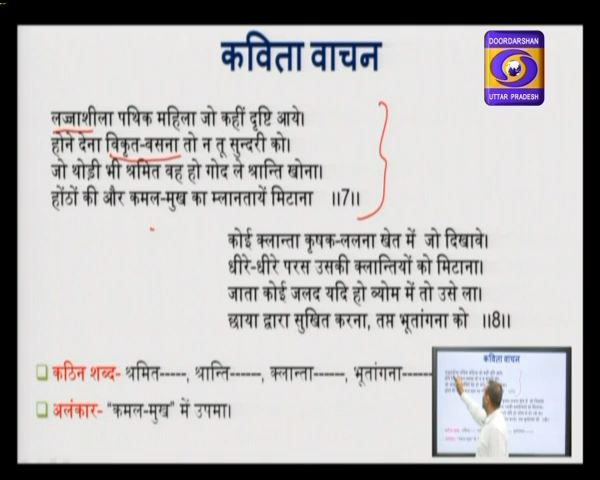 कविता वाचन
DOORDARSHAN
UTTAR PRADESH
लज्जाशीला पथिक महिला जो कहीं दृष्टि आये।
होने देना विकृत-वसना तो न तू सुन्दरी को।
जो थोड़ी भी श्रमित वह हो गोद ले श्रान्ति खोना।
होंठों की और कमल-मुख का म्लानतायें मिटाना ॥7॥
कोई क्लान्ता कृषक-ललना खेत में जो दिखावे।
धीरे-धीरे परस उसकी क्लान्तियों को मिटाना।
जाता कोई जलद यदि हो व्योम में तो उसे ला।
छाया द्वारा सुखित करना, तप्त भूतांगना को ॥8॥
कठिन शब्द- श्रमित-----, श्रान्ति------, क्लान्ता-----, भूतांगना------
अलंकार- “कमल-मुख” में उपमा।
कविता वाचन